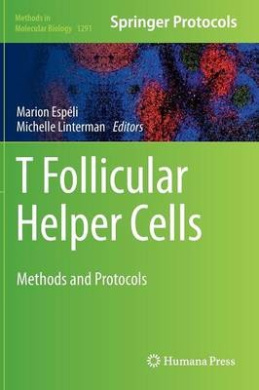 Methods in
Molecular Biology 1291
Springer Protocols
Marion Espéli
Michelle Linterman Editors
T Follicular
Helper Cells
Methods and Protocols
Humana Press